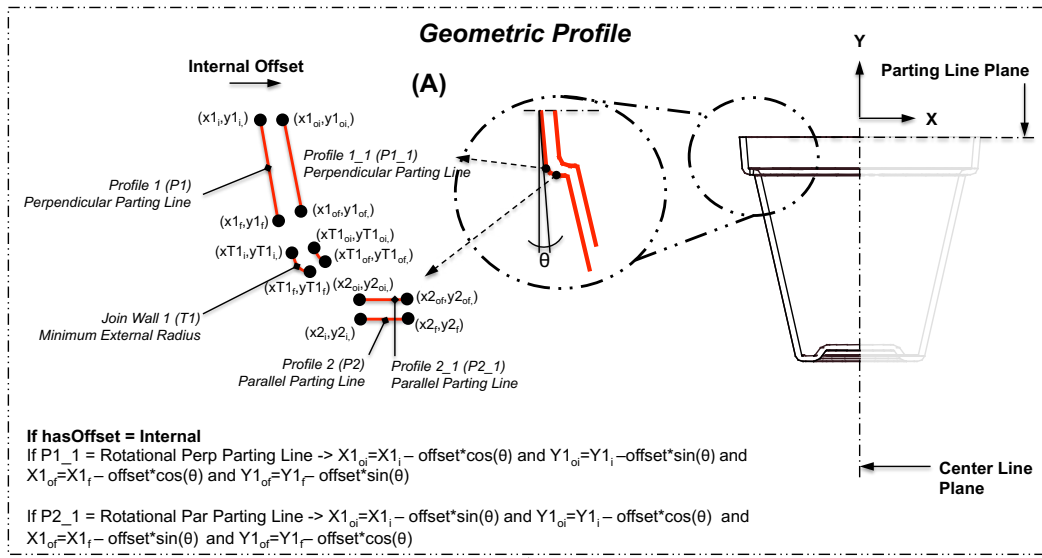 Geometric Profile
Internal Offset
(A)
Y
Parting Line Plane
X
(x1i,y1i,)
(x1oi,y1oi,)
Profile 1_1 (P1_1)
Perpendicular Parting Line
Profile 1 (P1)
Perpendicular Parting Line
(x1f,y1f)
(x1of,y1of,)
(xT1oi,yT1oi,)
(xT1i,yT1i,)
(xT1of,yT1of,)
θ
(xT1f,yT1f)
(x2oi,y2oi,)
(x2of,y2of,)
Join Wall 1 (T1)
Minimum External Radius
(x2i,y2i,)
(x2f,y2f)
Profile 2 (P2)
Parallel Parting Line
Profile 2_1 (P2_1)
Parallel Parting Line
If hasOffset = Internal
If P1_1 = Rotational Perp Parting Line -> X1oi=X1i – offset*cos(θ) and Y1oi=Y1i –offset*sin(θ) and
X1of=X1f – offset*cos(θ) and Y1of=Y1f– offset*sin(θ)
If P2_1 = Rotational Par Parting Line -> X1oi=X1i – offset*sin(θ) and Y1oi=Y1i – offset*cos(θ) and
X1of=X1f – offset*sin(θ) and Y1of=Y1f– offset*cos(θ)
Center Line
Plane